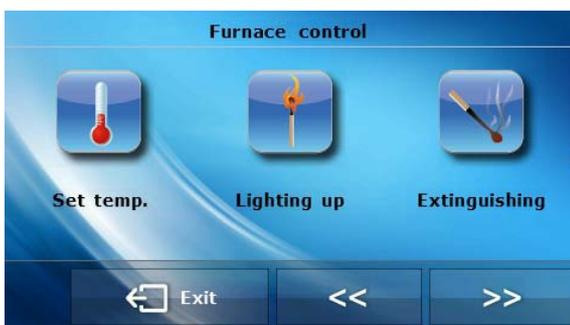 Furnace control
Set temp. Lighting up Extinguishing
Exit << >>